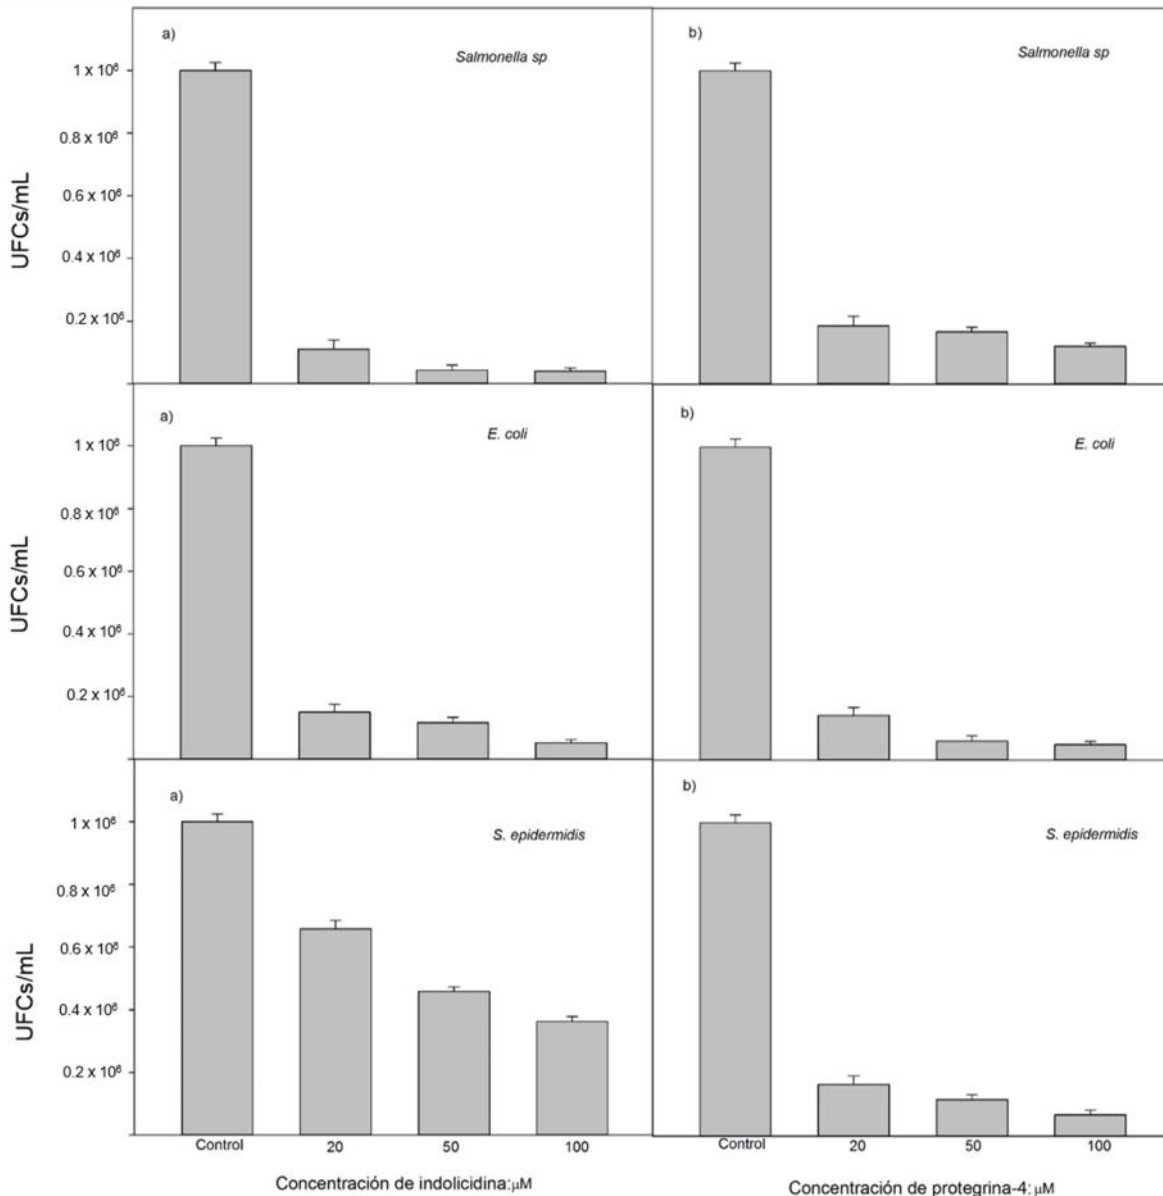 a)
Salmonella sp
b)
Salmonella sp
UFCs/mL
1 x 10⁶
0.8 x 10⁶
0.6 x 10⁶
0.4 x 10⁶
0.2 x 10⁶
a)
E. coli
b)
E. coli
UFCs/mL
1 x 10⁶
0.8 x 10⁶
0.6 x 10⁶
0.4 x 10⁶
0.2 x 10⁶
a)
S. epidermidis
b)
S. epidermidis
UFCs/mL
1 x 10⁶
0.8 x 10⁶
0.6 x 10⁶
0.4 x 10⁶
0.2 x 10⁶
Control 20 50 100
Control 20 50 100
Concentración de indolicidina:µM
Concentración de protegrina-4:µM